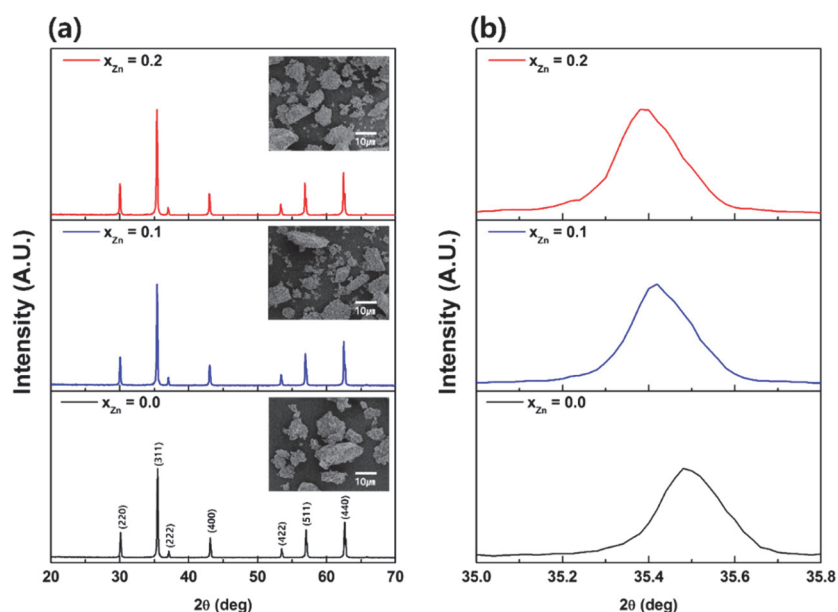 (a)
(b)
Intensity (A.U.)
x_Zn = 0.2
10㎛
x_Zn = 0.1
10㎛
x_Zn = 0.0
10㎛
(220)
(311)
(222)
(400)
(422)
(511)
(440)
20 30 40 50 60 70
2θ (deg)
Intensity (A.U.)
x_Zn = 0.2
x_Zn = 0.1
x_Zn = 0.0
35.0 35.2 35.4 35.6 35.8
2θ (deg)